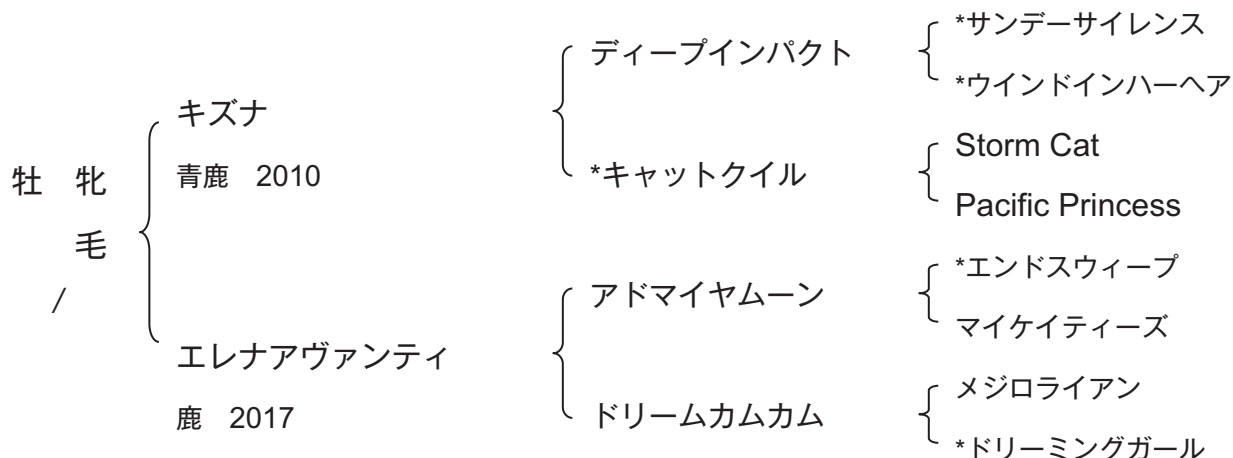 牡 牝
毛
/
キズナ
青鹿 2010
エレナアヴァンティ
鹿 2017
ディープインパクト
*キャットクイル
アドマイヤムーン
ドリームカムカム
*サンデーサイレンス
*ウインドインハーヘア
Storm Cat
Pacific Princess
*エンドスウィープ
マイケイティーズ
メジロライアン
*ドリーミングガール